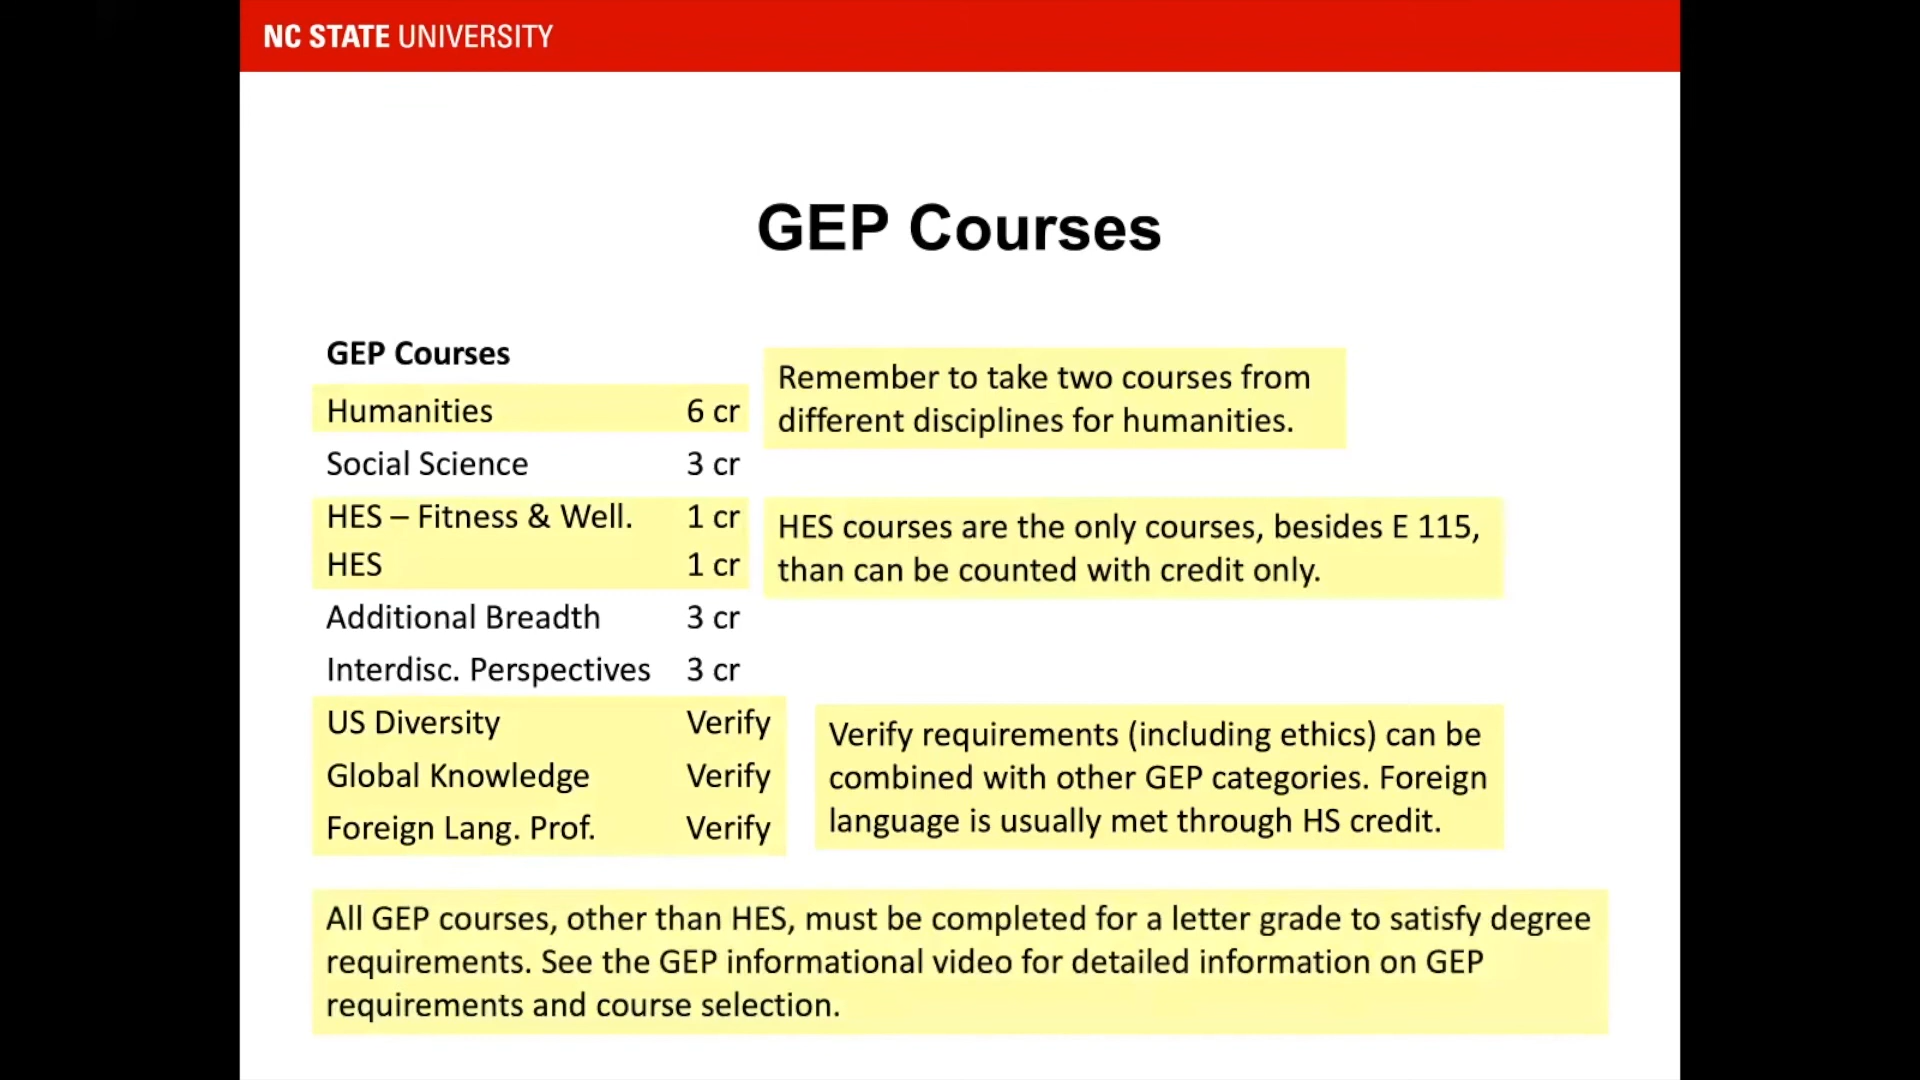 NC STATE UNIVERSITY
GEP Courses
GEP Courses
Humanities 6 cr
Social Science 3 cr
HES – Fitness & Well. 1 cr
HES 1 cr
Additional Breadth 3 cr
Interdisc. Perspectives 3 cr
US Diversity Verify
Global Knowledge Verify
Foreign Lang. Prof. Verify
Remember to take two courses from
different disciplines for humanities.
HES courses are the only courses, besides E 115,
than can be counted with credit only.
Verify requirements (including ethics) can be
combined with other GEP categories. Foreign
language is usually met through HS credit.
All GEP courses, other than HES, must be completed for a letter grade to satisfy degree
requirements. See the GEP informational video for detailed information on GEP
requirements and course selection.